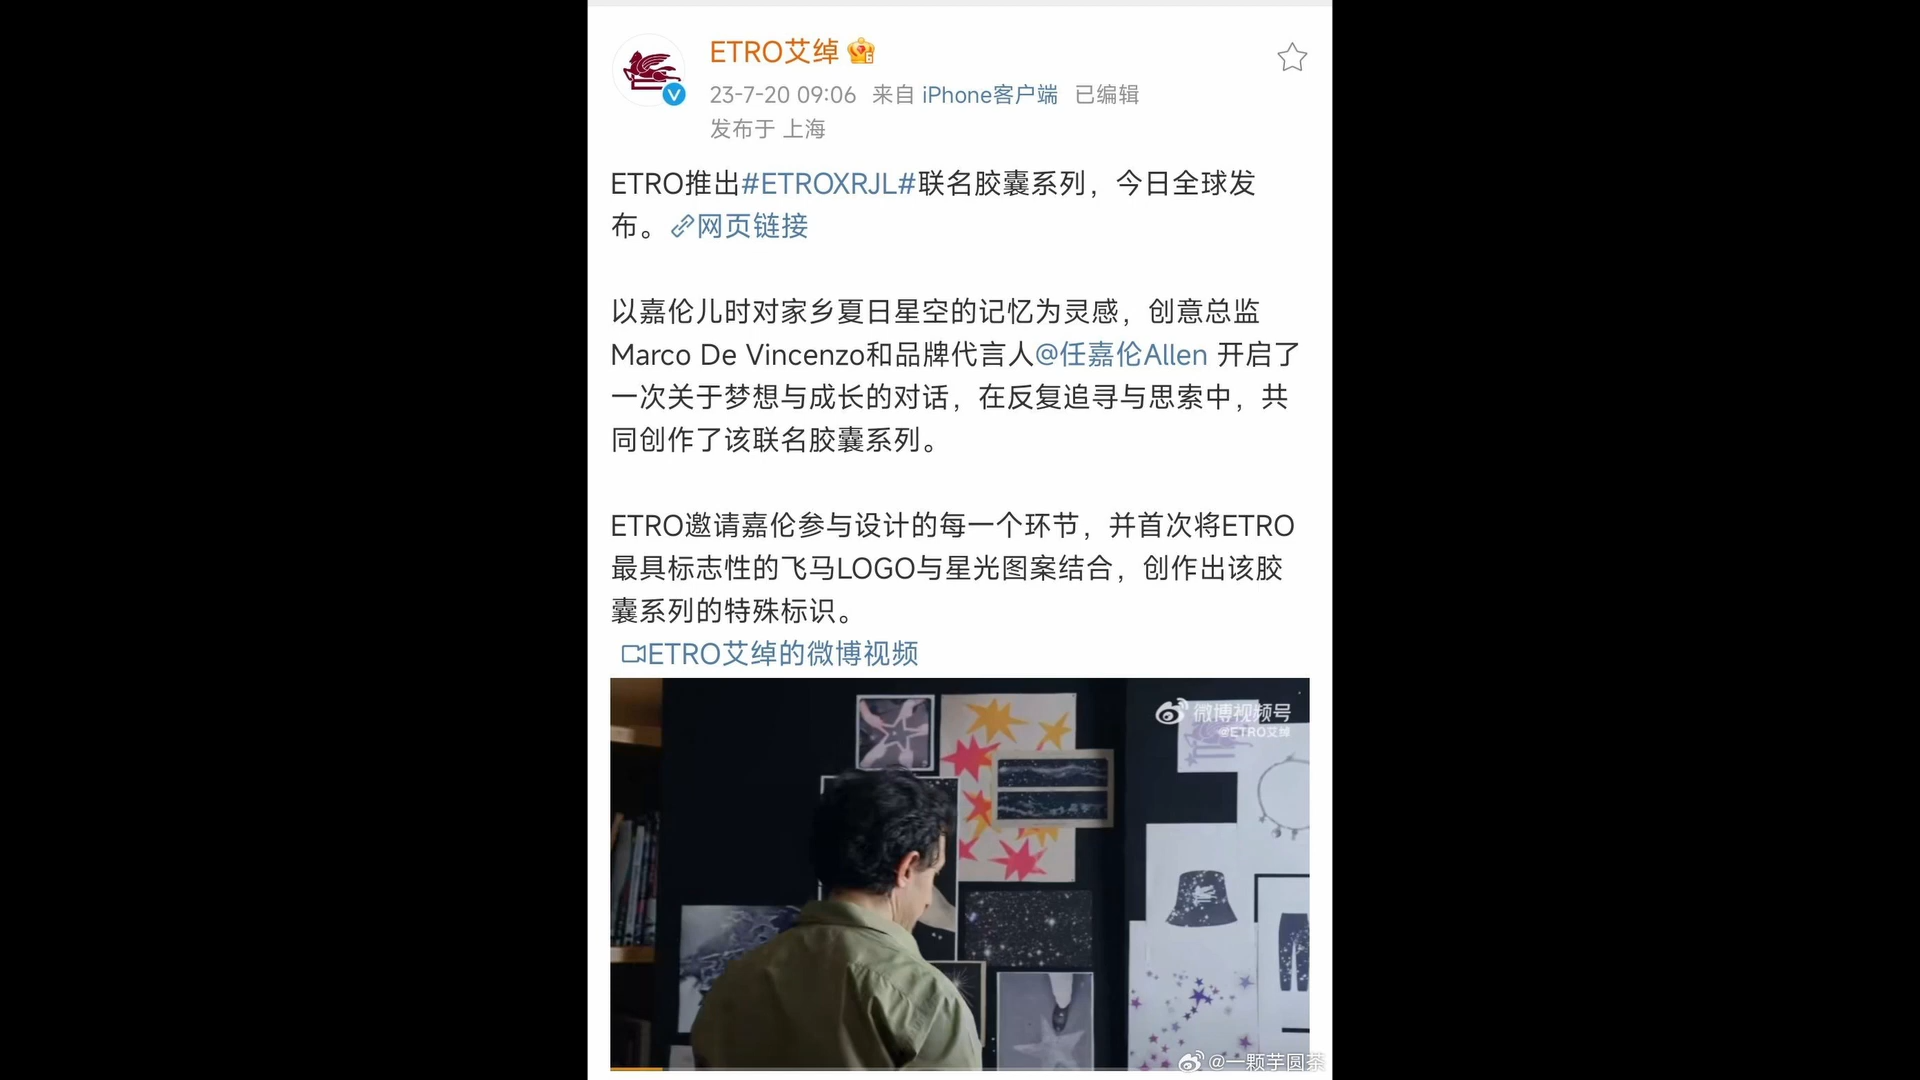 ETRO艾绰
23-7-20 09:06 来自 iPhone客户端 已编辑
发布于 上海
ETRO推出#ETROXRJL#联名胶囊系列，今日全球发
布。网页链接
以嘉伦儿时对家乡夏日星空的记忆为灵感，创意总监
Marco De Vincenzo和品牌代言人@任嘉伦Allen 开启了
一次关于梦想与成长的对话，在反复追寻与思索中，共
同创作了该联名胶囊系列。
ETRO邀请嘉伦参与设计的每一个环节，并首次将ETRO
最具标志性的飞马LOGO与星光图案结合，创作出该胶
囊系列的特殊标识。
ETRO艾绰的微博视频
微博视频号
@ETRO艾绰
@一颗芋圆茶